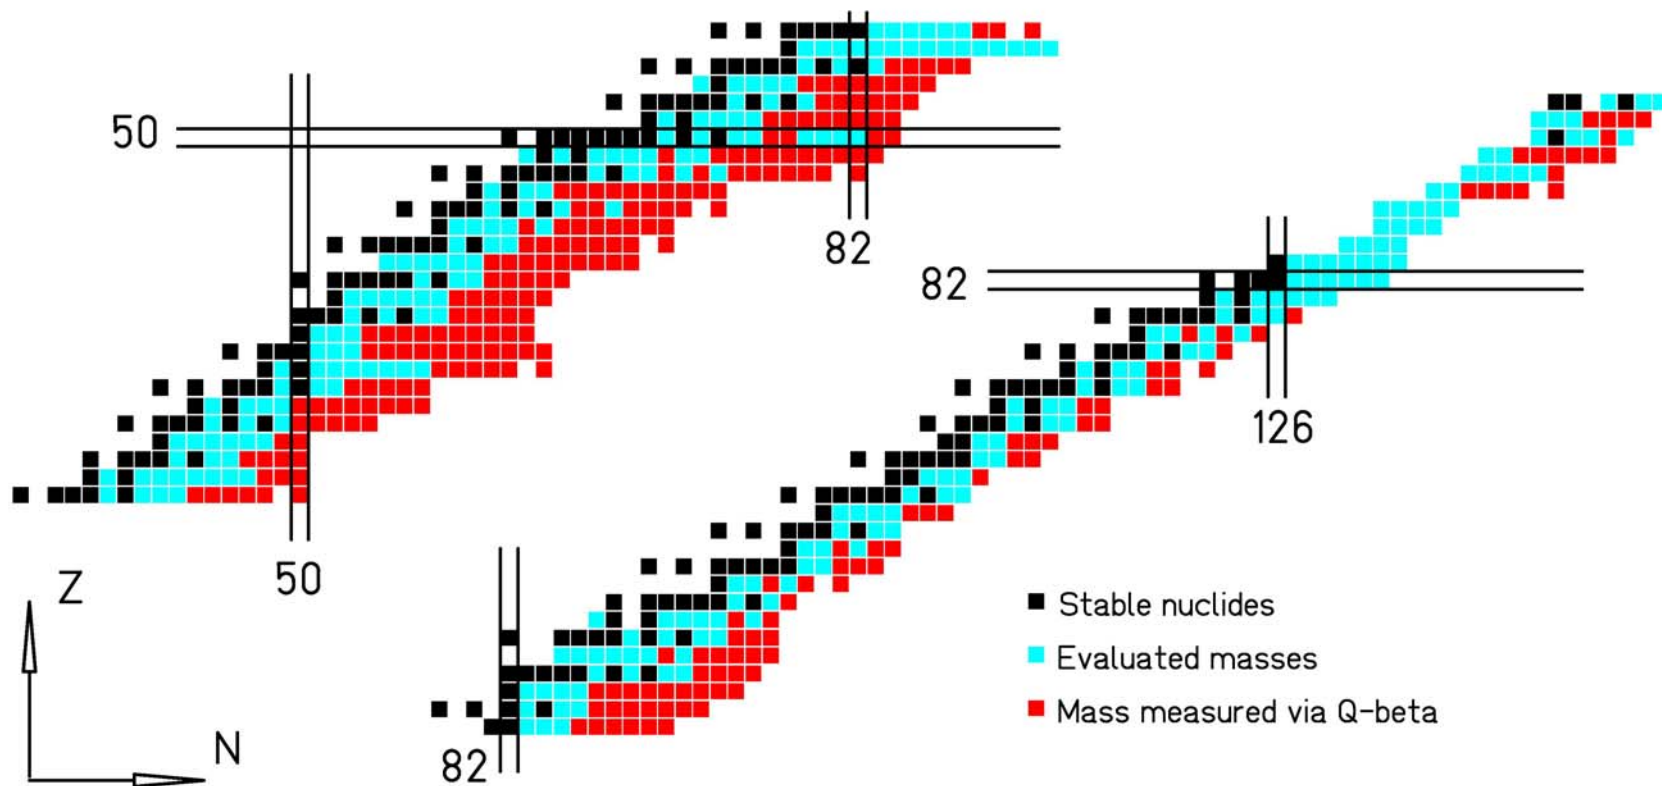 50
82
82
126
50
Z
N
82
Stable nuclides
Evaluated masses
Mass measured via Q-beta